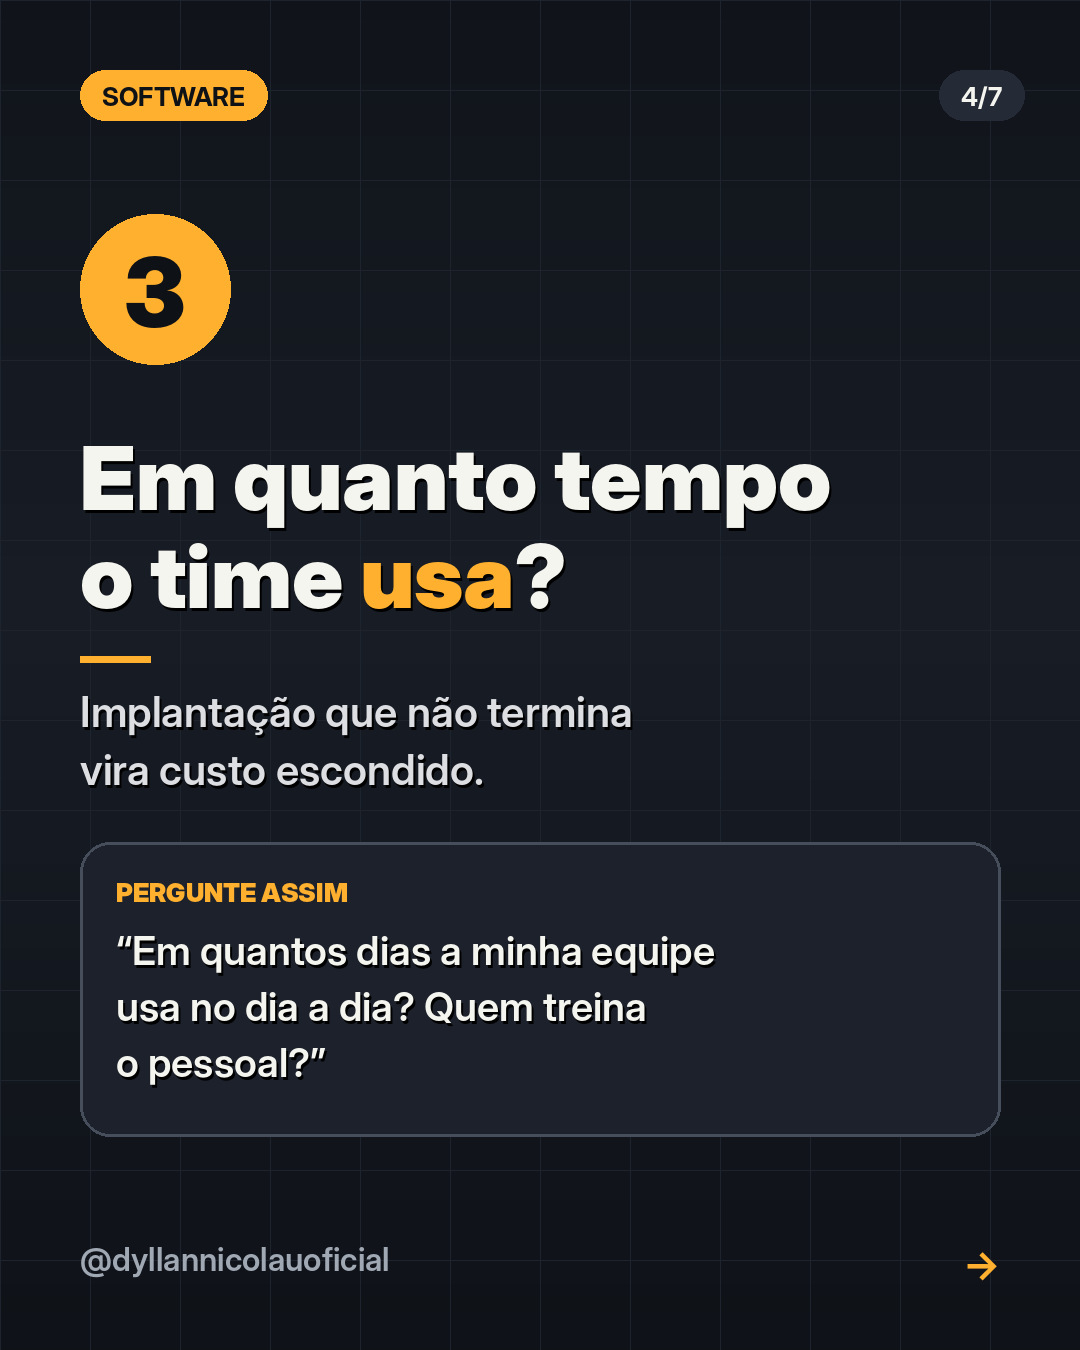 SOFTWARE
4/7
3
Em quanto tempo
o time usa?
Implantação que não termina
vira custo escondido.
PERGUNTE ASSIM
“Em quantos dias a minha equipe
usa no dia a dia? Quem treina
o pessoal?”
@dyllannicolauoficial
→